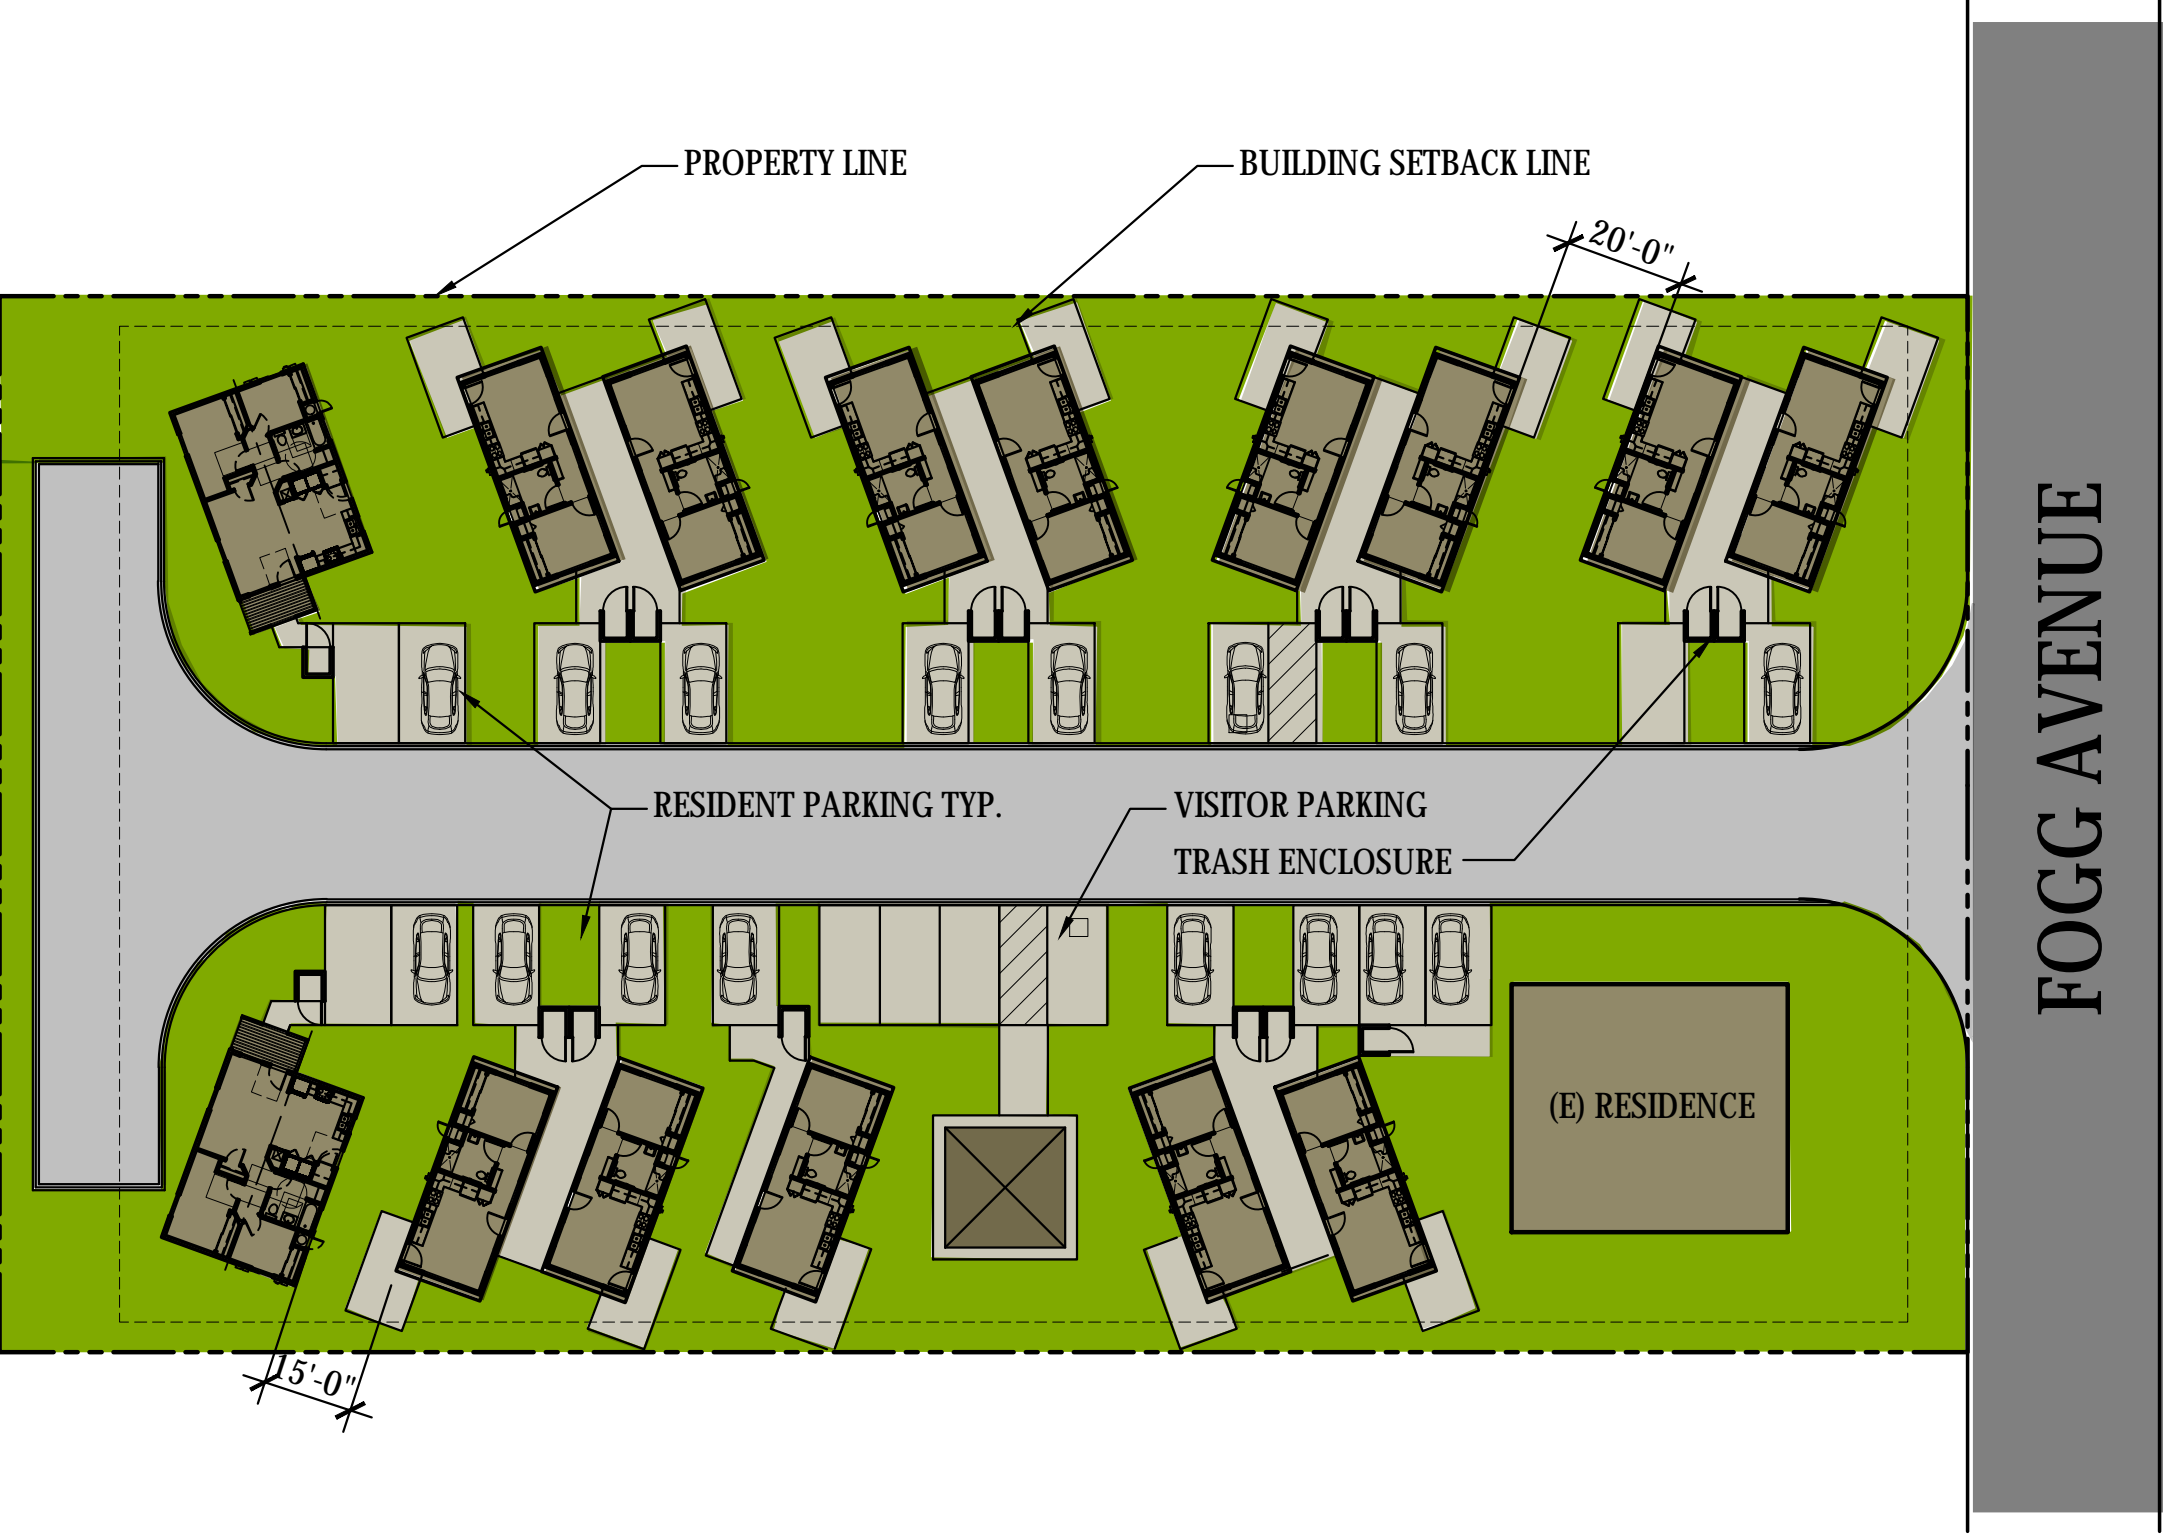 PROPERTY LINE
BUILDING SETBACK LINE
20'-0"
RESIDENT PARKING TYP.
VISITOR PARKING
TRASH ENCLOSURE
FOGG AVENUE
(E) RESIDENCE
15'-0"